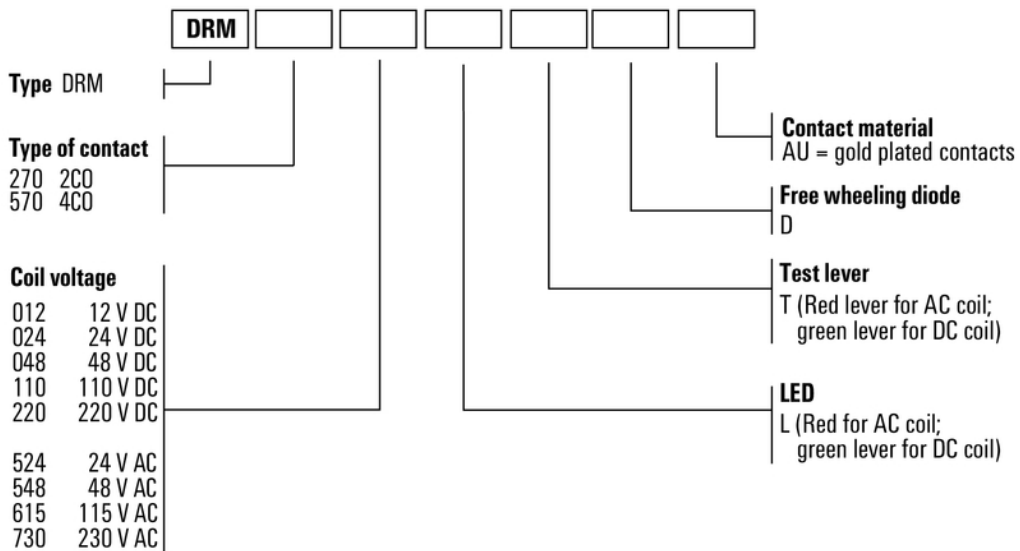 DRM
Type DRM
Type of contact
270 2CO
570 4CO
Coil voltage
012 12 V DC
024 24 V DC
048 48 V DC
110 110 V DC
220 220 V DC
524 24 V AC
548 48 V AC
615 115 V AC
730 230 V AC
Contact material
AU = gold plated contacts
Free wheeling diode
D
Test lever
T (Red lever for AC coil;
green lever for DC coil)
LED
L (Red for AC coil;
green lever for DC coil)